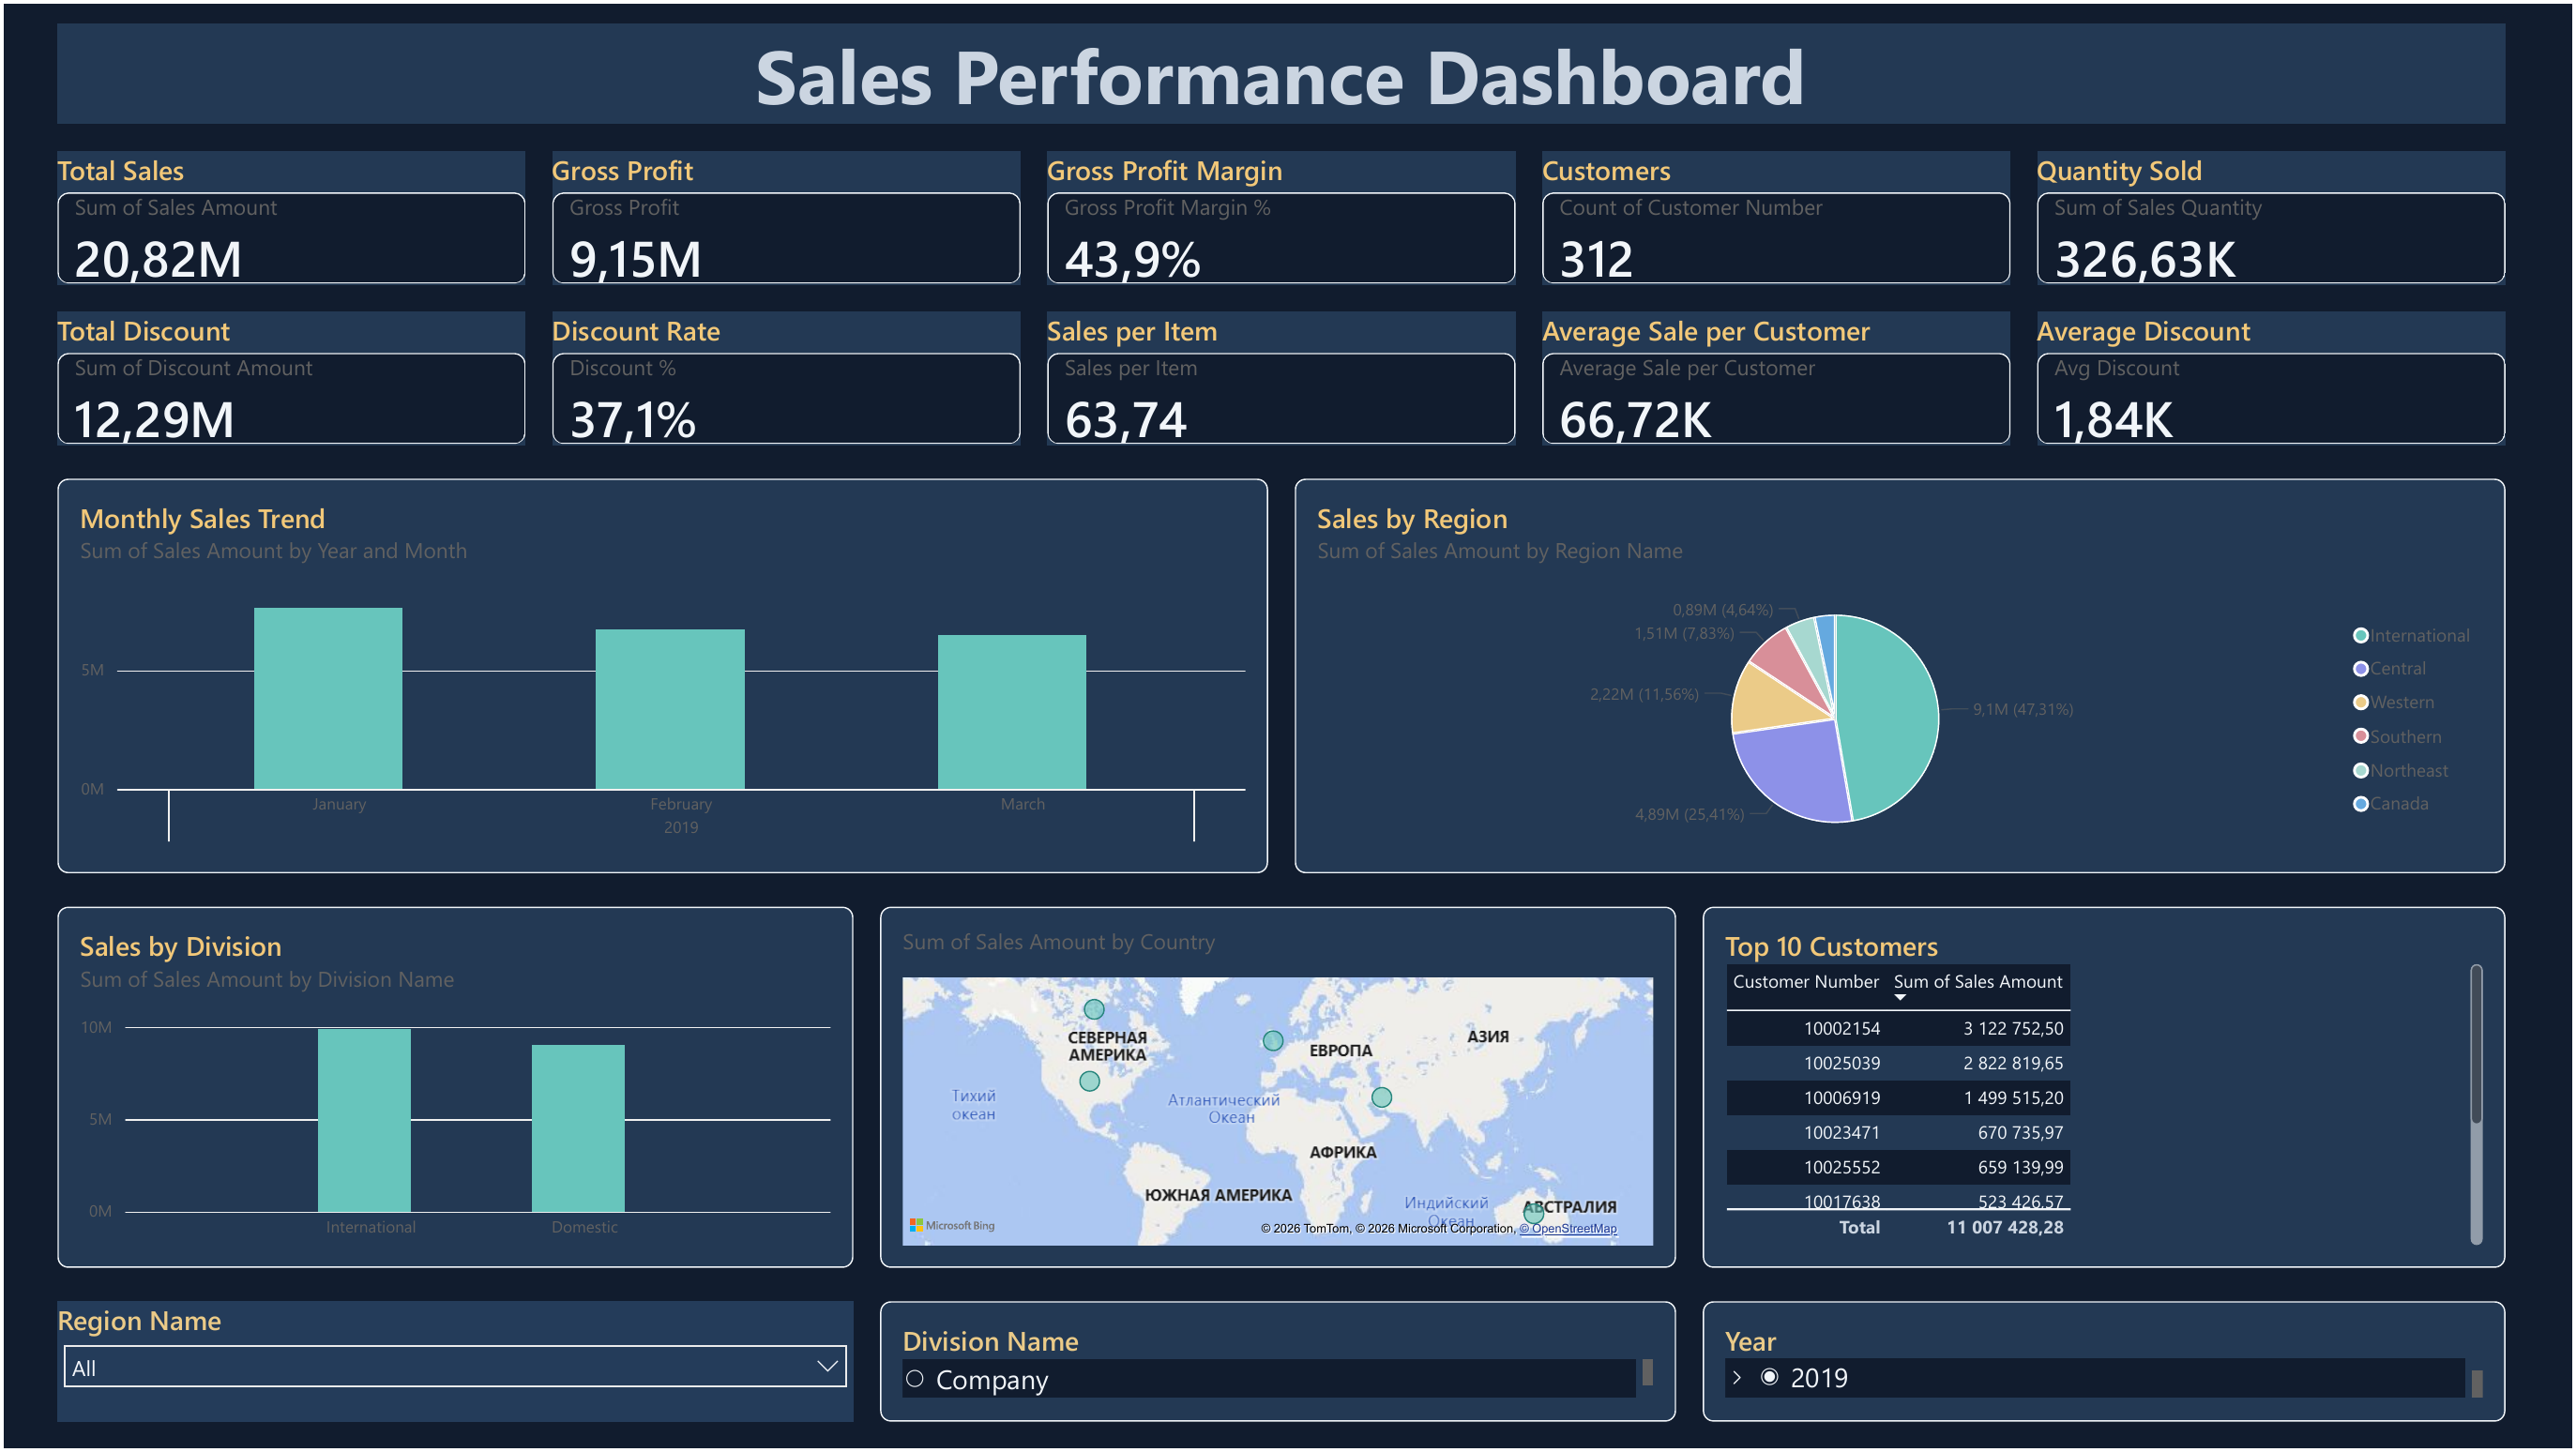 Sales Performance Dashboard
Total Sales
Sum of Sales Amount
20,82M
Gross Profit
Gross Profit
9,15M
Gross Profit Margin
Gross Profit Margin %
43,9%
Customers
Count of Customer Number
312
Quantity Sold
Sum of Sales Quantity
326,63K
Total Discount
Sum of Discount Amount
12,29M
Discount Rate
Discount %
37,1%
Sales per Item
Sales per Item
63,74
Average Sale per Customer
Average Sale per Customer
66,72K
Average Discount
Avg Discount
1,84K
Monthly Sales Trend
Sum of Sales Amount by Year and Month
5M
0M
January
February
March
2019
Sales by Region
Sum of Sales Amount by Region Name
0,89M (4,64%)
1,51M (7,83%)
2,22M (11,56%)
9,1M (47,31%)
4,89M (25,41%)
International
Central
Western
Southern
Northeast
Canada
Sales by Division
Sum of Sales Amount by Division Name
10M
5M
0M
International
Domestic
Sum of Sales Amount by Country
СЕВЕРНАЯ
АМЕРИКА
ЕВРОПА
АЗИЯ
Тихий
океан
Атлантический
Океан
АФРИКА
ЮЖНАЯ АМЕРИКА
Индийский
Океан
АВСТРАЛИЯ
Microsoft Bing
© 2026 TomTom, © 2026 Microsoft Corporation, © OpenStreetMap
Top 10 Customers
Customer Number Sum of Sales Amount
10002154 3 122 752,50
10025039 2 822 819,65
10006919 1 499 515,20
10023471 670 735,97
10025552 659 139,99
10017638 523 426,57
Total 11 007 428,28
Region Name
All
Division Name
Company
Year
2019